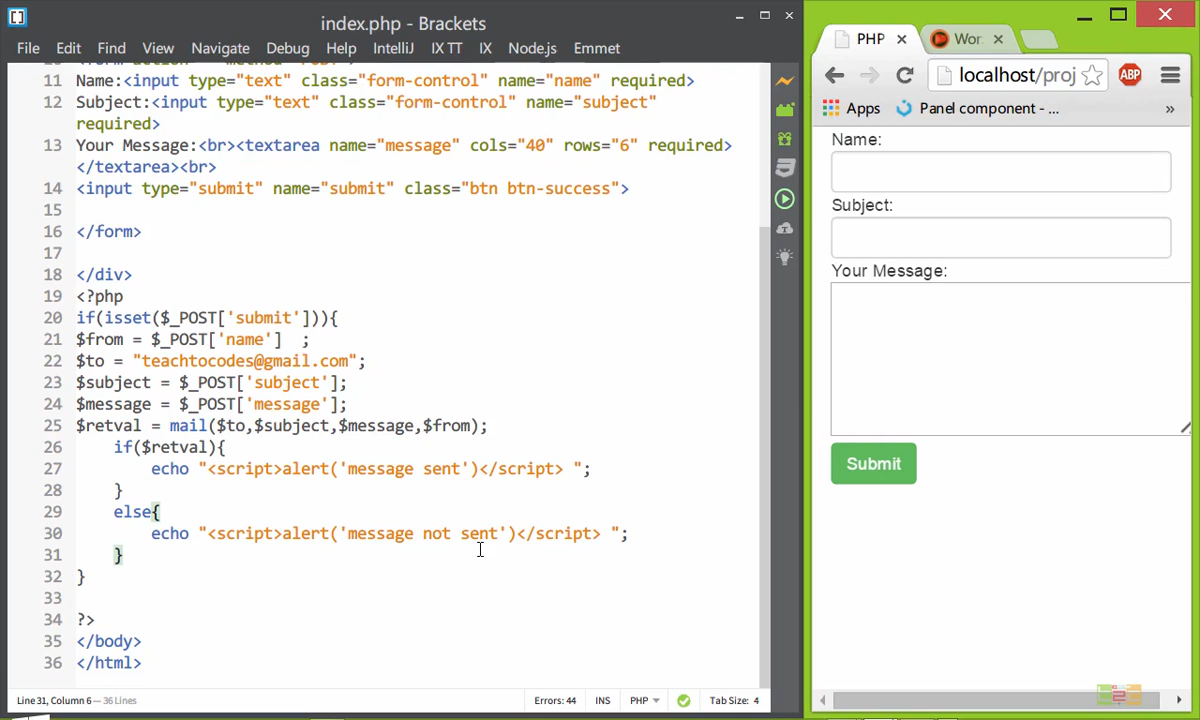 index.php - Brackets
File Edit Find View Navigate Debug Help IntelliJ IX TT IX Node.js Emmet
11 Name:<input type="text" class="form-control" name="name" required>
12 Subject:<input type="text" class="form-control" name="subject"
required>
13 Your Message:<br><textarea name="message" cols="40" rows="6" required>
</textarea><br>
14 <input type="submit" name="submit" class="btn btn-success">
15
16 </form>
17
18 </div>
19 <?php
20 if(isset($_POST['submit'])){
21 $from = $_POST['name']  ;
22 $to = "teachtocodes@gmail.com";
23 $subject = $_POST['subject'];
24 $message = $_POST['message'];
25 $retval = mail($to,$subject,$message,$from);
26     if($retval){
27         echo "<script>alert('message sent')</script> ";
28     }
29     else{
30         echo "<script>alert('message not sent')</script> ";
31     }
32 }
33
34 ?>
35 </body>
36 </html>
Line 31, Column 6 — 36 Lines
Errors: 44 INS PHP Tab Size: 4
PHP Wor
localhost/proj ABP
Apps Panel component - ... »
Name:
Subject:
Your Message:
Submit